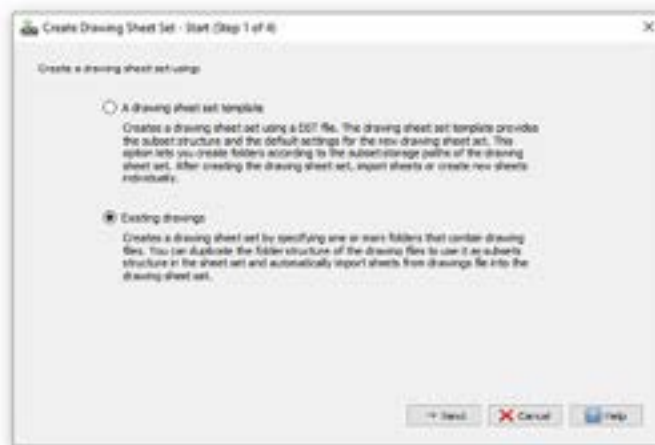 Create Drawing Sheet Set - Start (Step 1 of 4)
Create a drawing sheet set using:
A drawing sheet set template
Creates a drawing sheet set using a DST file. The drawing sheet set template provides
the subset structure and the default settings for the new drawing sheet set. This
option lets you create folders according to the subset storage paths of the drawing
sheet set. After creating the drawing sheet set, import sheets or create new sheets
individually.
Existing drawings
Creates a drawing sheet set by specifying one or more folders that contain drawing
files. You can duplicate the folder structure of the drawing files to use it as subsets
structure in the sheet set and automatically import sheets from drawings file into the
drawing sheet set.
Next
Cancel
Help